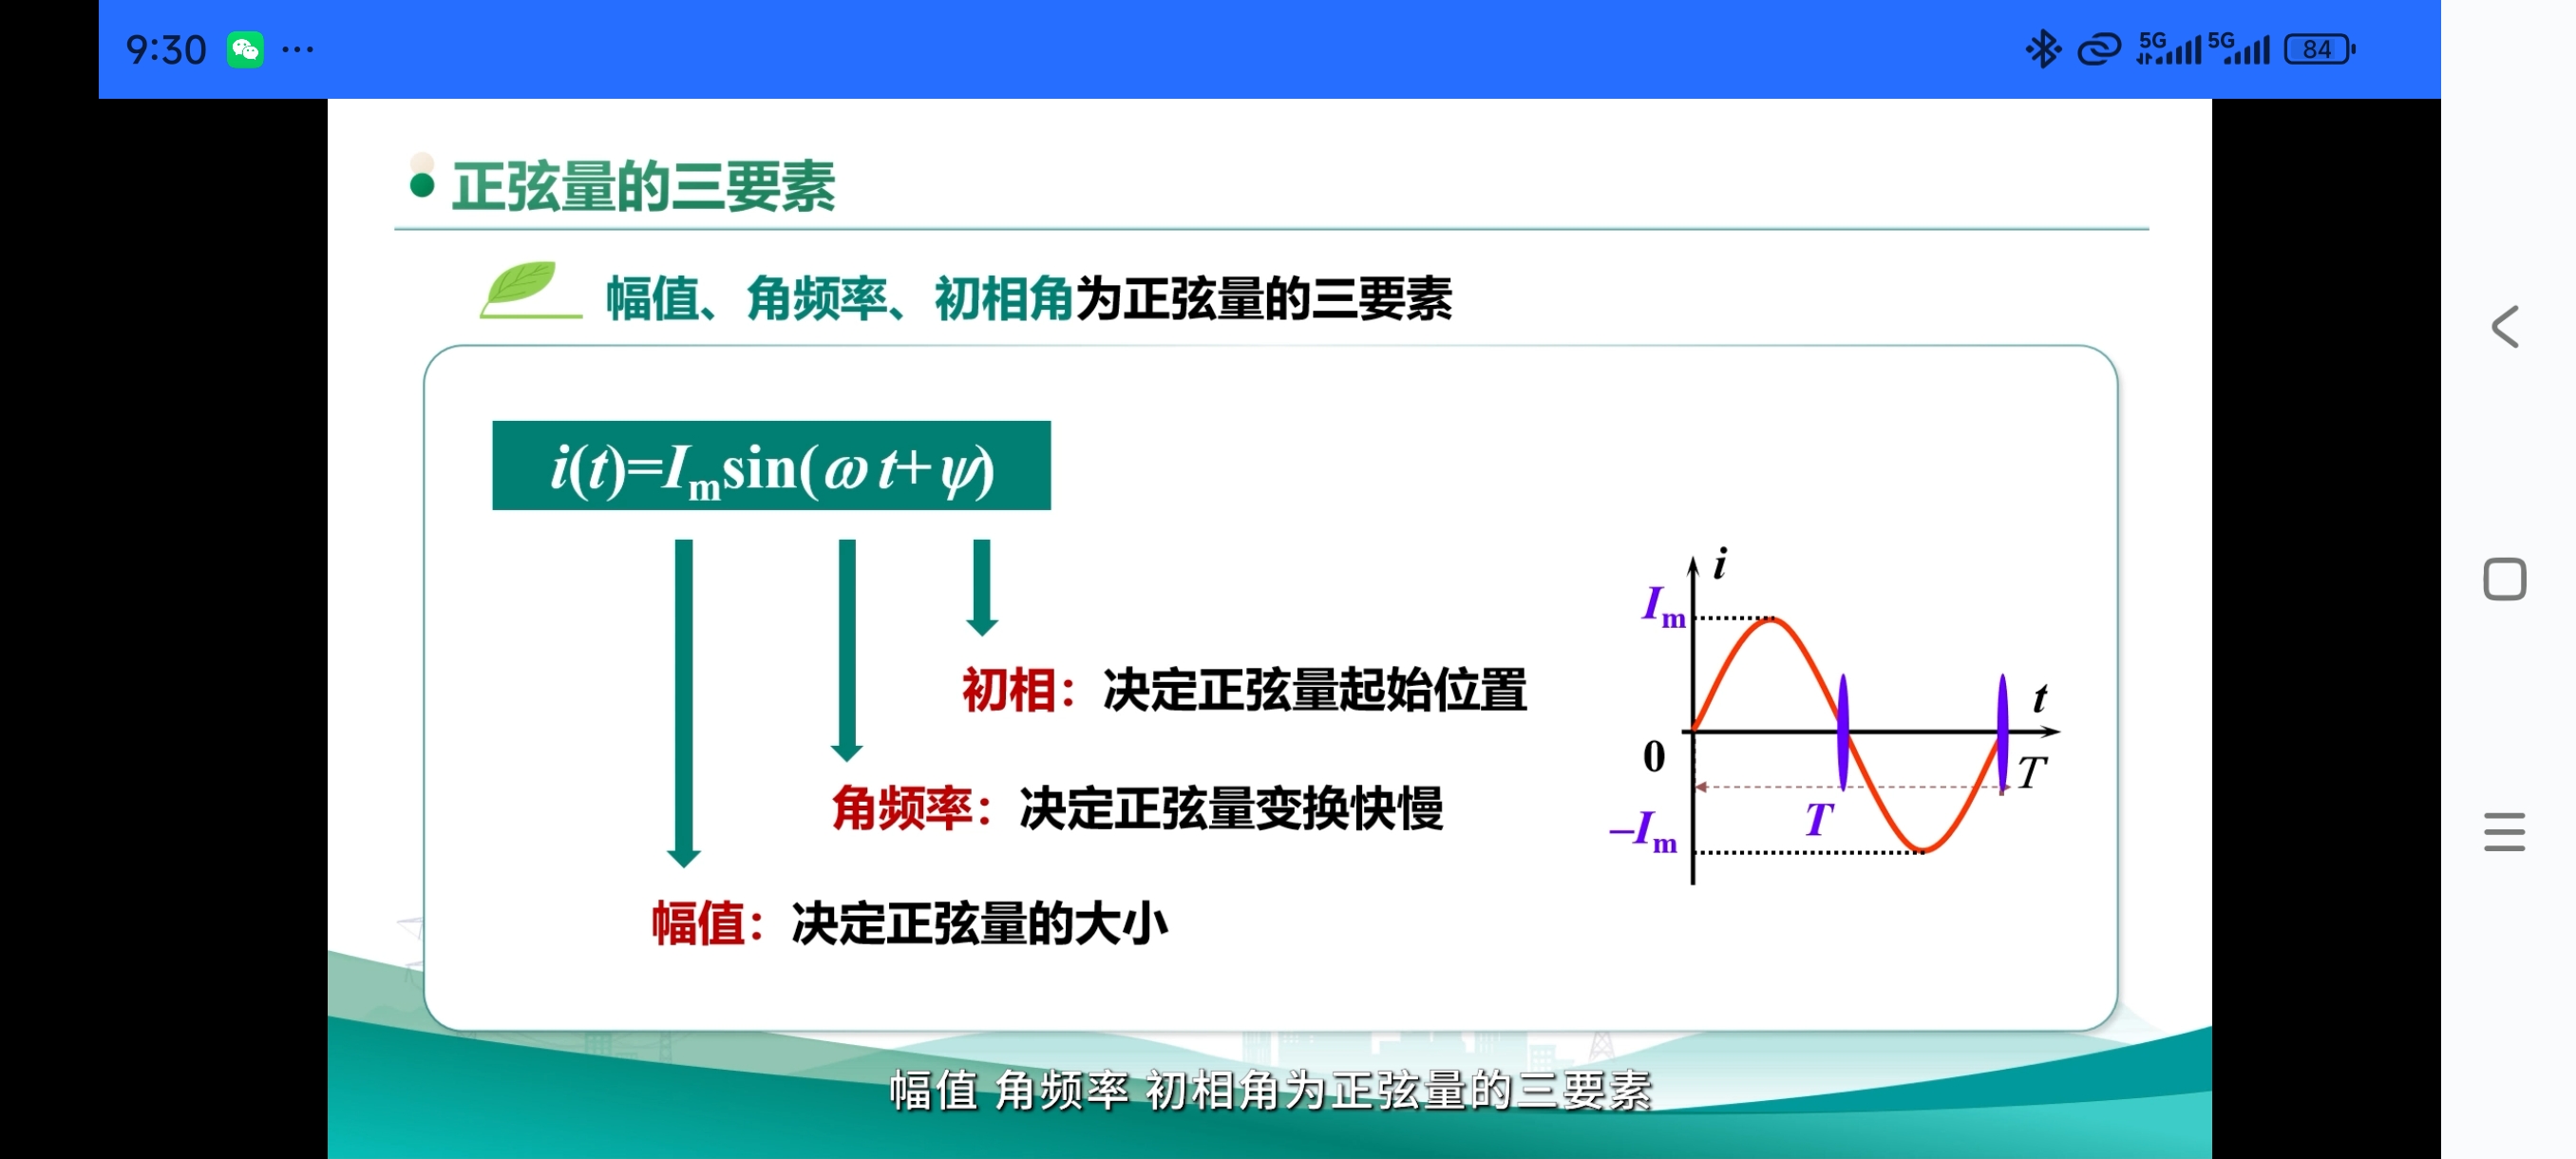 9:30 ··· 5G 5G 84
正弦量的三要素
幅值、角频率、初相角为正弦量的三要素
i(t)=Iₘsin(ω t+ψ)
i
Iₘ
初相：决定正弦量起始位置
t
0
T
角频率：决定正弦量变换快慢
T
–Iₘ
幅值：决定正弦量的大小
幅值 角频率 初相角为正弦量的三要素